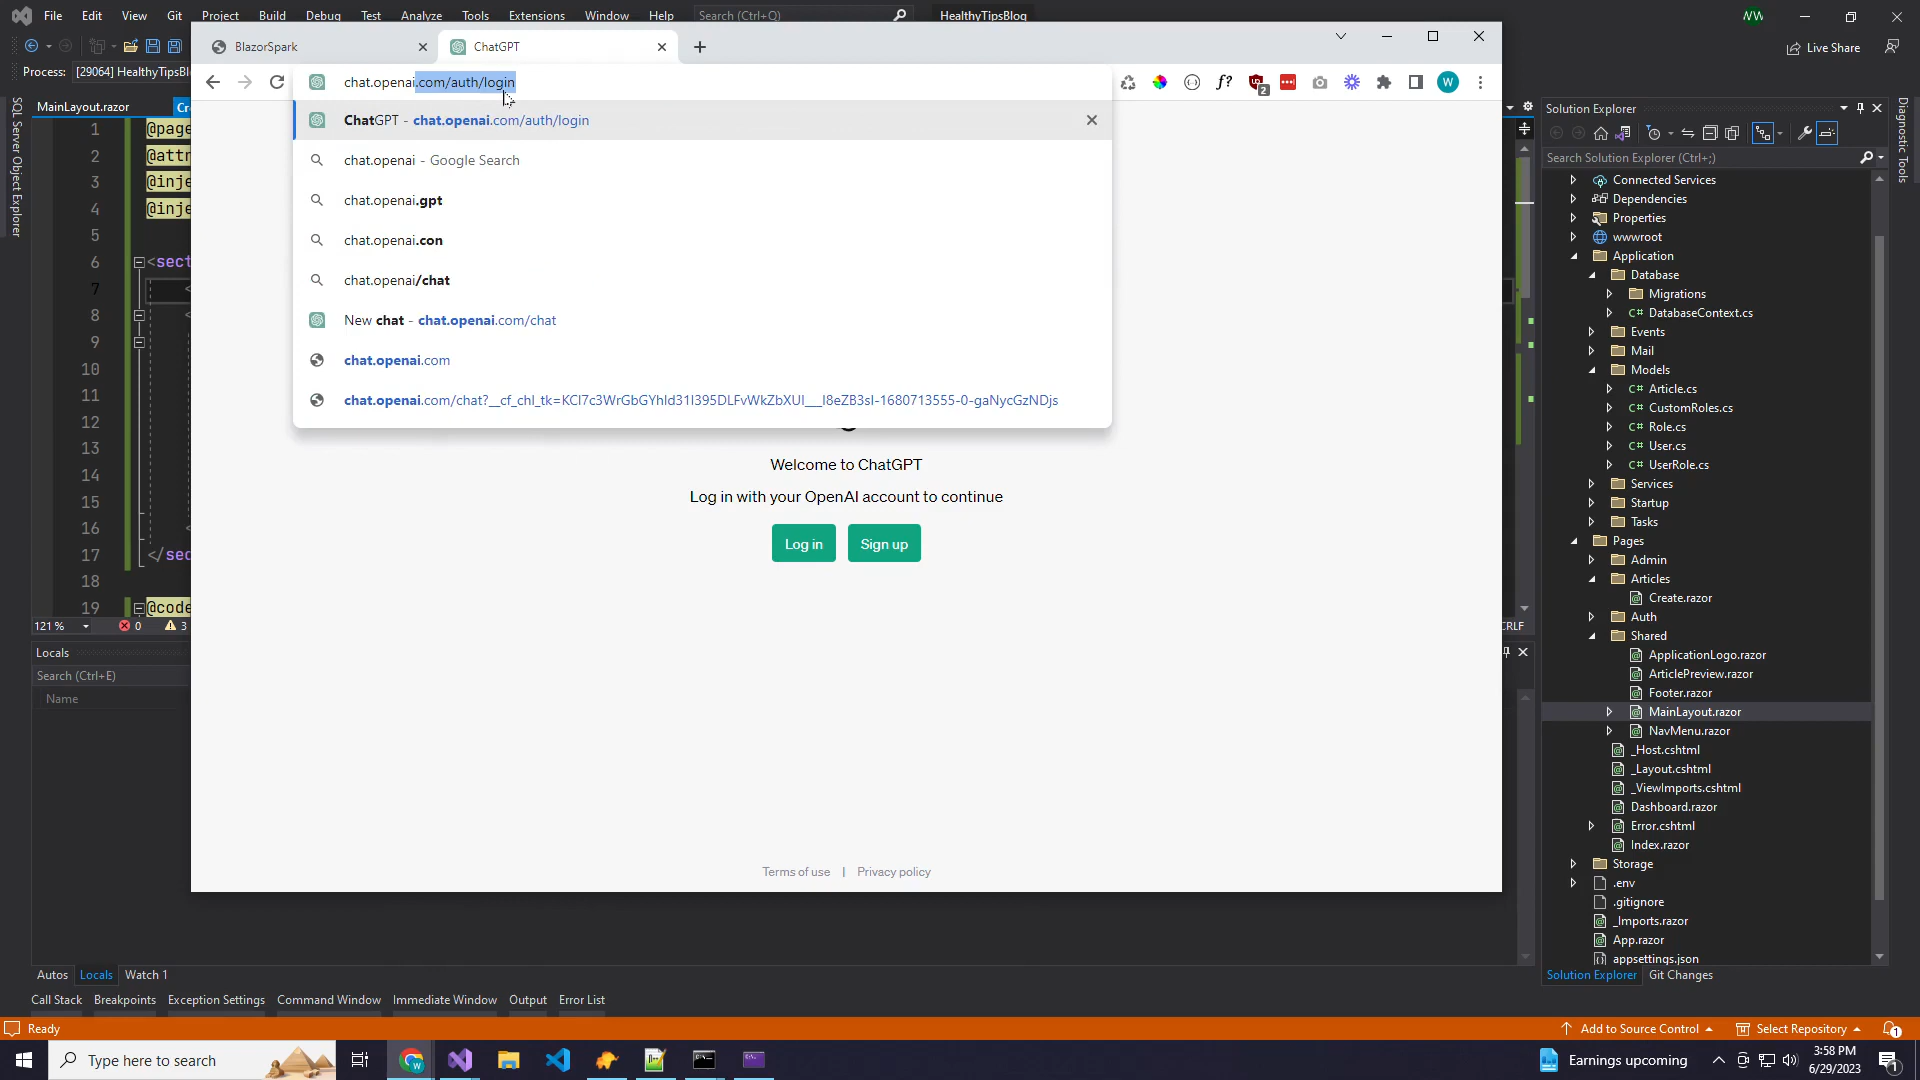 File Edit View Git Project Build Debug Test Analyze Tools Extensions Window Help Search (Ctrl+Q) HealthyTipsBlog WW
Live Share
Process: [29064] HealthyTipsBl
BlazorSpark ChatGPT
chat.openai.com/auth/login
2
W
ChatGPT - chat.openai.com/auth/login
chat.openai - Google Search
chat.openai.gpt
chat.openai.con
chat.openai/chat
New chat - chat.openai.com/chat
chat.openai.com
chat.openai.com/chat?__cf_chl_tk=KCl7c3WrGbGYhld31I395DLFvWkZbXUI___I8eZB3sI-1680713555-0-gaNycGzNDjs
Welcome to ChatGPT
Log in with your OpenAI account to continue
Log in Sign up
Terms of use | Privacy policy
SQL Server Object Explorer
MainLayout.razor Cr
1 @page
2 @attr
3 @inje
4 @inje
5
6 <sect
7 <
8 <
9
10
11
12
13
14
15
16 <
17 </sec
18
19 @code
121 % 0 3
CRLF
Locals
Search (Ctrl+E)
Name
Autos Locals Watch 1
Call Stack Breakpoints Exception Settings Command Window Immediate Window Output Error List
Solution Explorer
Search Solution Explorer (Ctrl+;)
Connected Services
Dependencies
Properties
wwwroot
Application
Database
Migrations
C# DatabaseContext.cs
Events
Mail
Models
C# Article.cs
C# CustomRoles.cs
C# Role.cs
C# User.cs
C# UserRole.cs
Services
Startup
Tasks
Pages
Admin
Articles
Create.razor
Auth
Shared
ApplicationLogo.razor
ArticlePreview.razor
Footer.razor
MainLayout.razor
NavMenu.razor
_Host.cshtml
_Layout.cshtml
_ViewImports.cshtml
Dashboard.razor
Error.cshtml
Index.razor
Storage
.env
.gitignore
_Imports.razor
App.razor
appsettings.json
Solution Explorer Git Changes
Diagnostic Tools
Ready
Add to Source Control Select Repository 1
Type here to search
Earnings upcoming
3:58 PM
6/29/2023
1